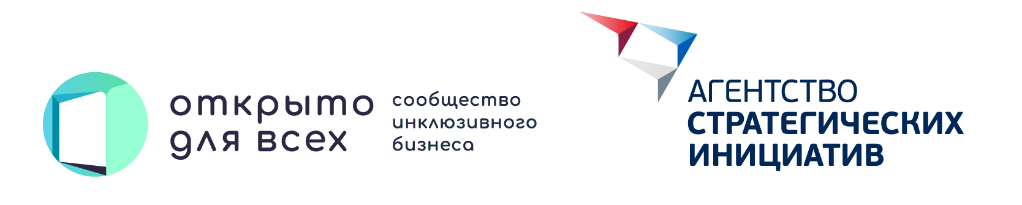 открыто
для всех
сообщество
инклюзивного
бизнеса
АГЕНТСТВО
СТРАТЕГИЧЕСКИХ
ИНИЦИАТИВ